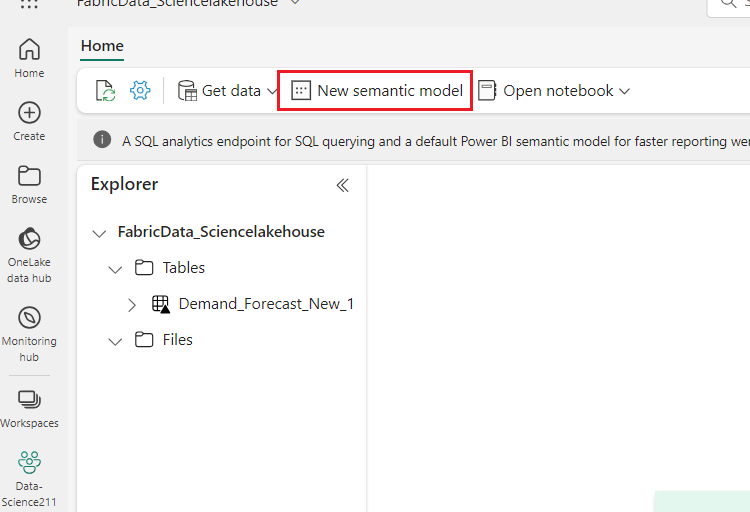 FabricData_Sciencelakehouse
Home
Get data
New semantic model
Open notebook
A SQL analytics endpoint for SQL querying and a default Power BI semantic model for faster reporting wer
Home
Create
Browse
OneLake
data hub
Monitoring
hub
Workspaces
Data-
Science211
Explorer
FabricData_Sciencelakehouse
Tables
Demand_Forecast_New_1
Files